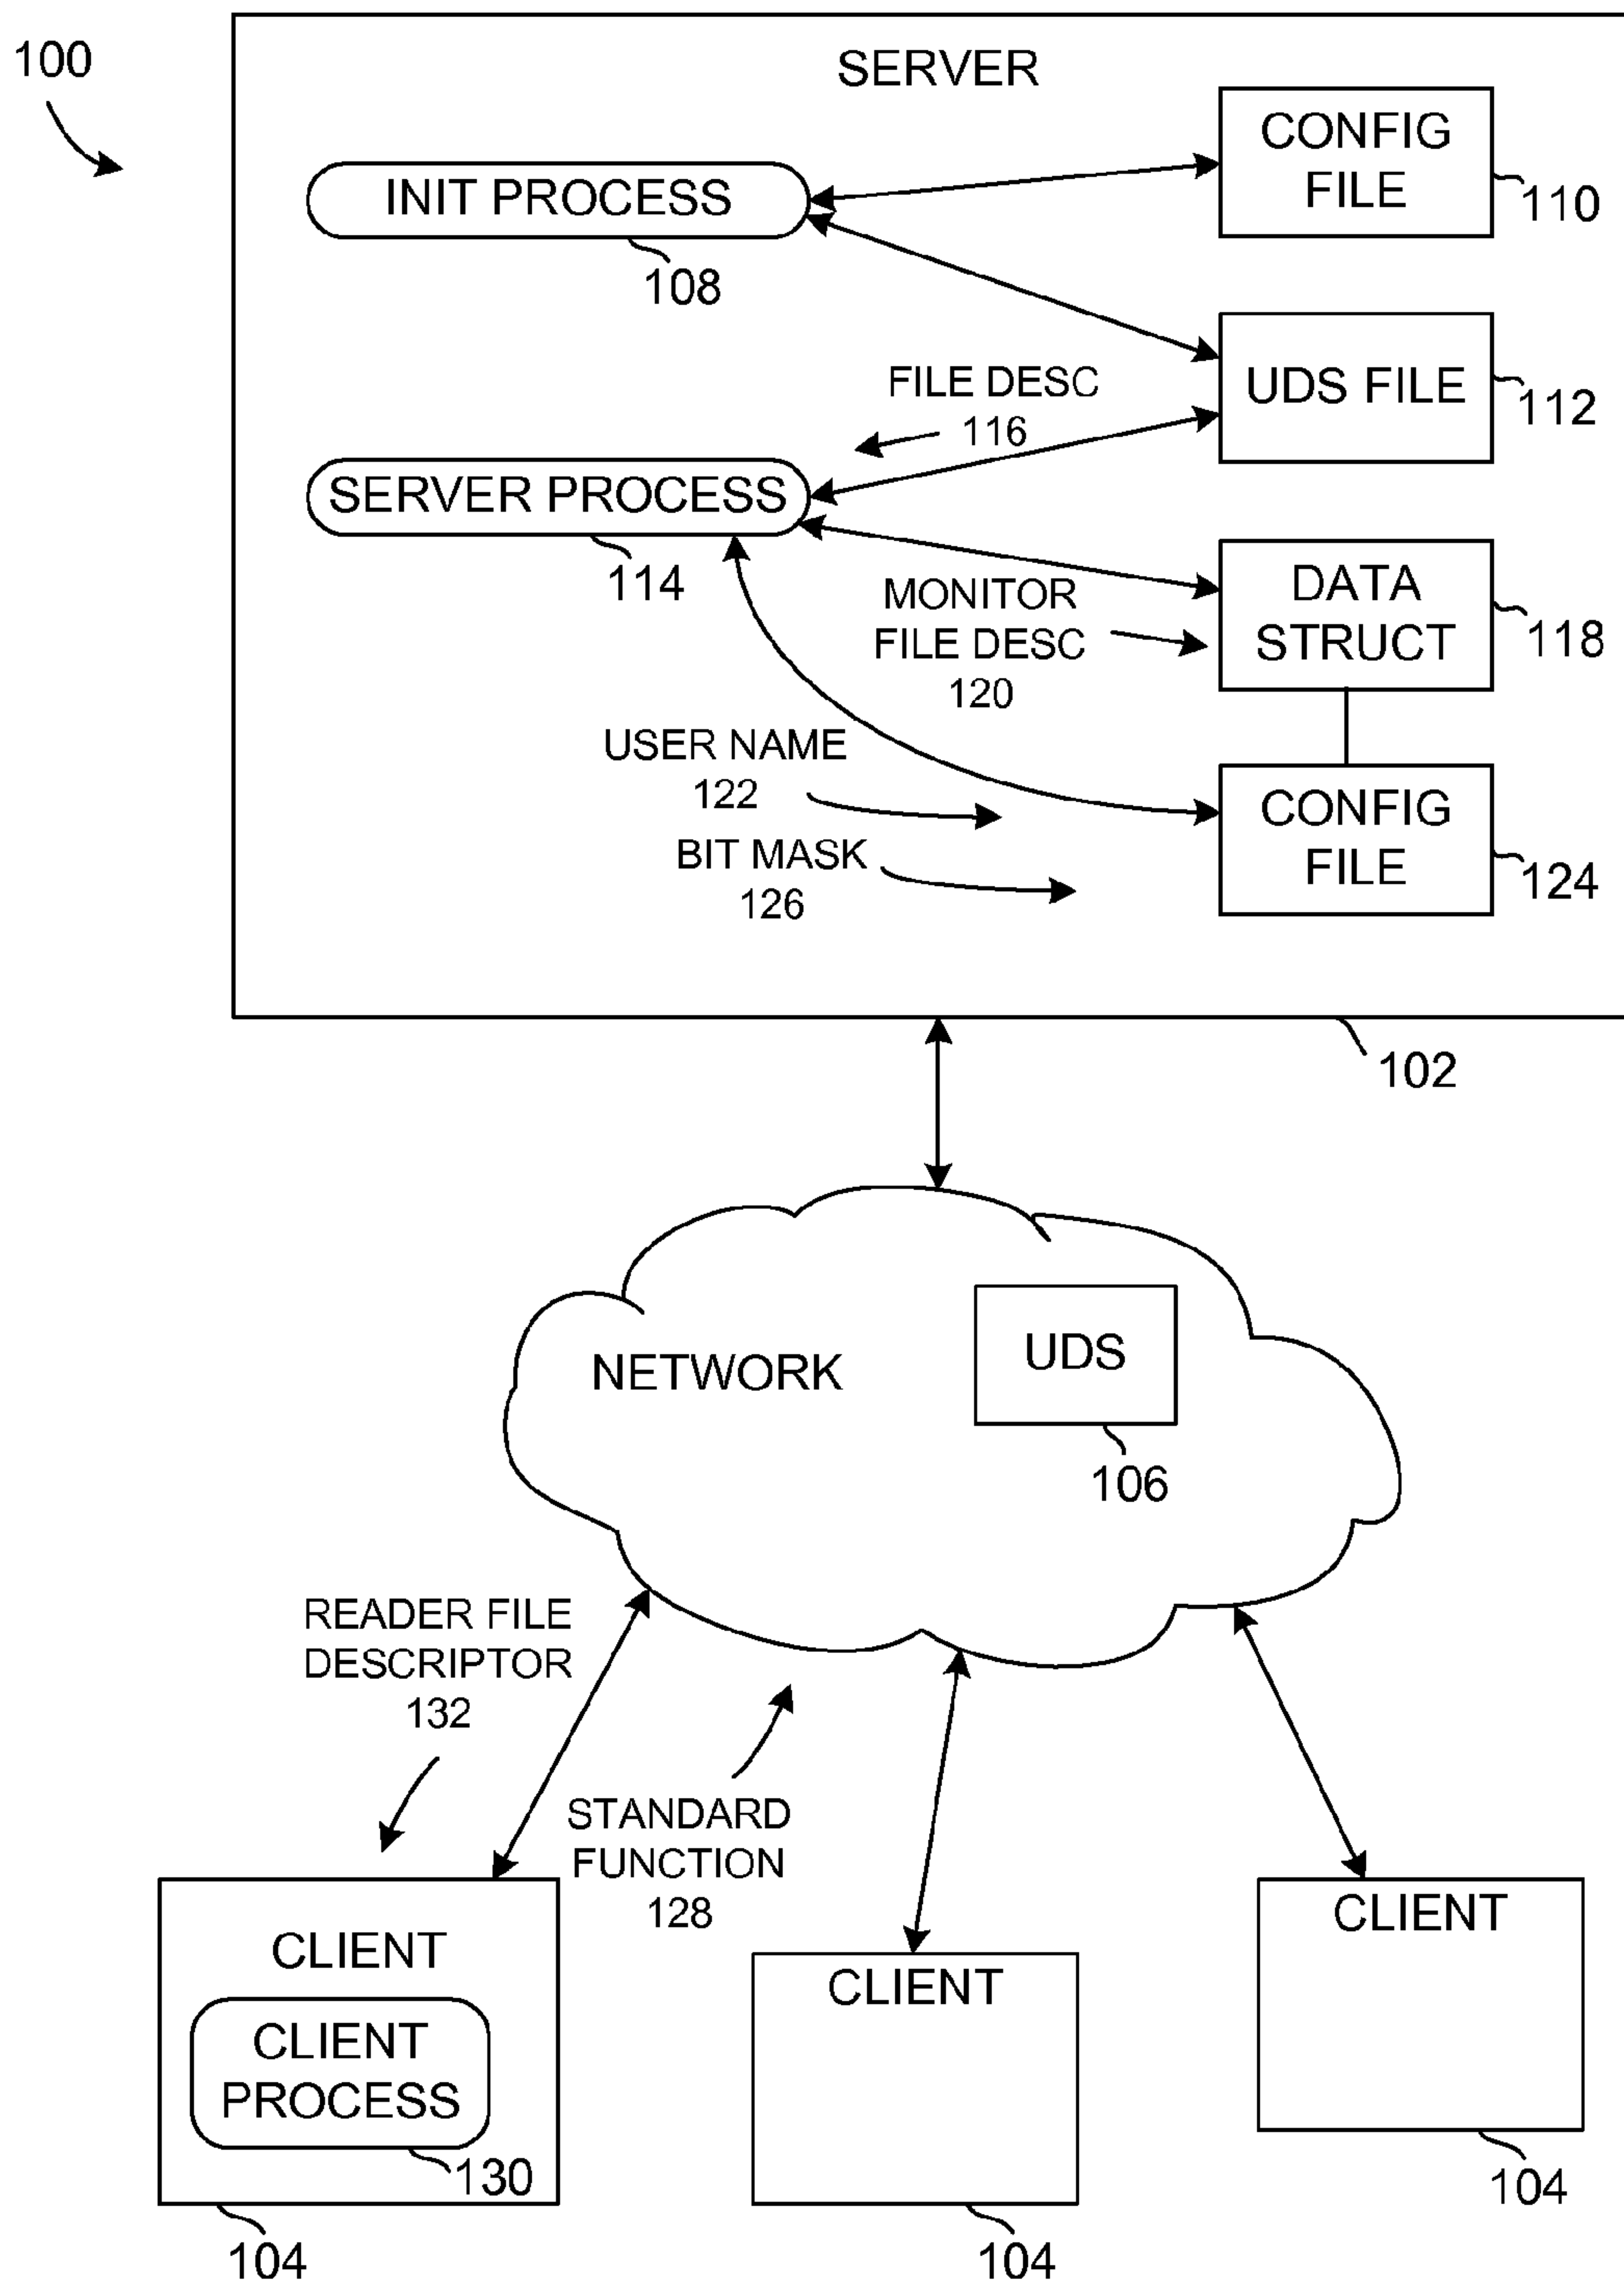 100
SERVER
INIT PROCESS
108
CONFIG
FILE
110
UDS FILE
112
FILE DESC
116
SERVER PROCESS
114
DATA
STRUCT
118
MONITOR
FILE DESC
120
USER NAME
122
CONFIG
FILE
124
BIT MASK
126
102
NETWORK
UDS
106
READER FILE
DESCRIPTOR
132
STANDARD
FUNCTION
128
CLIENT
CLIENT
PROCESS
130
104
CLIENT
104
CLIENT
104